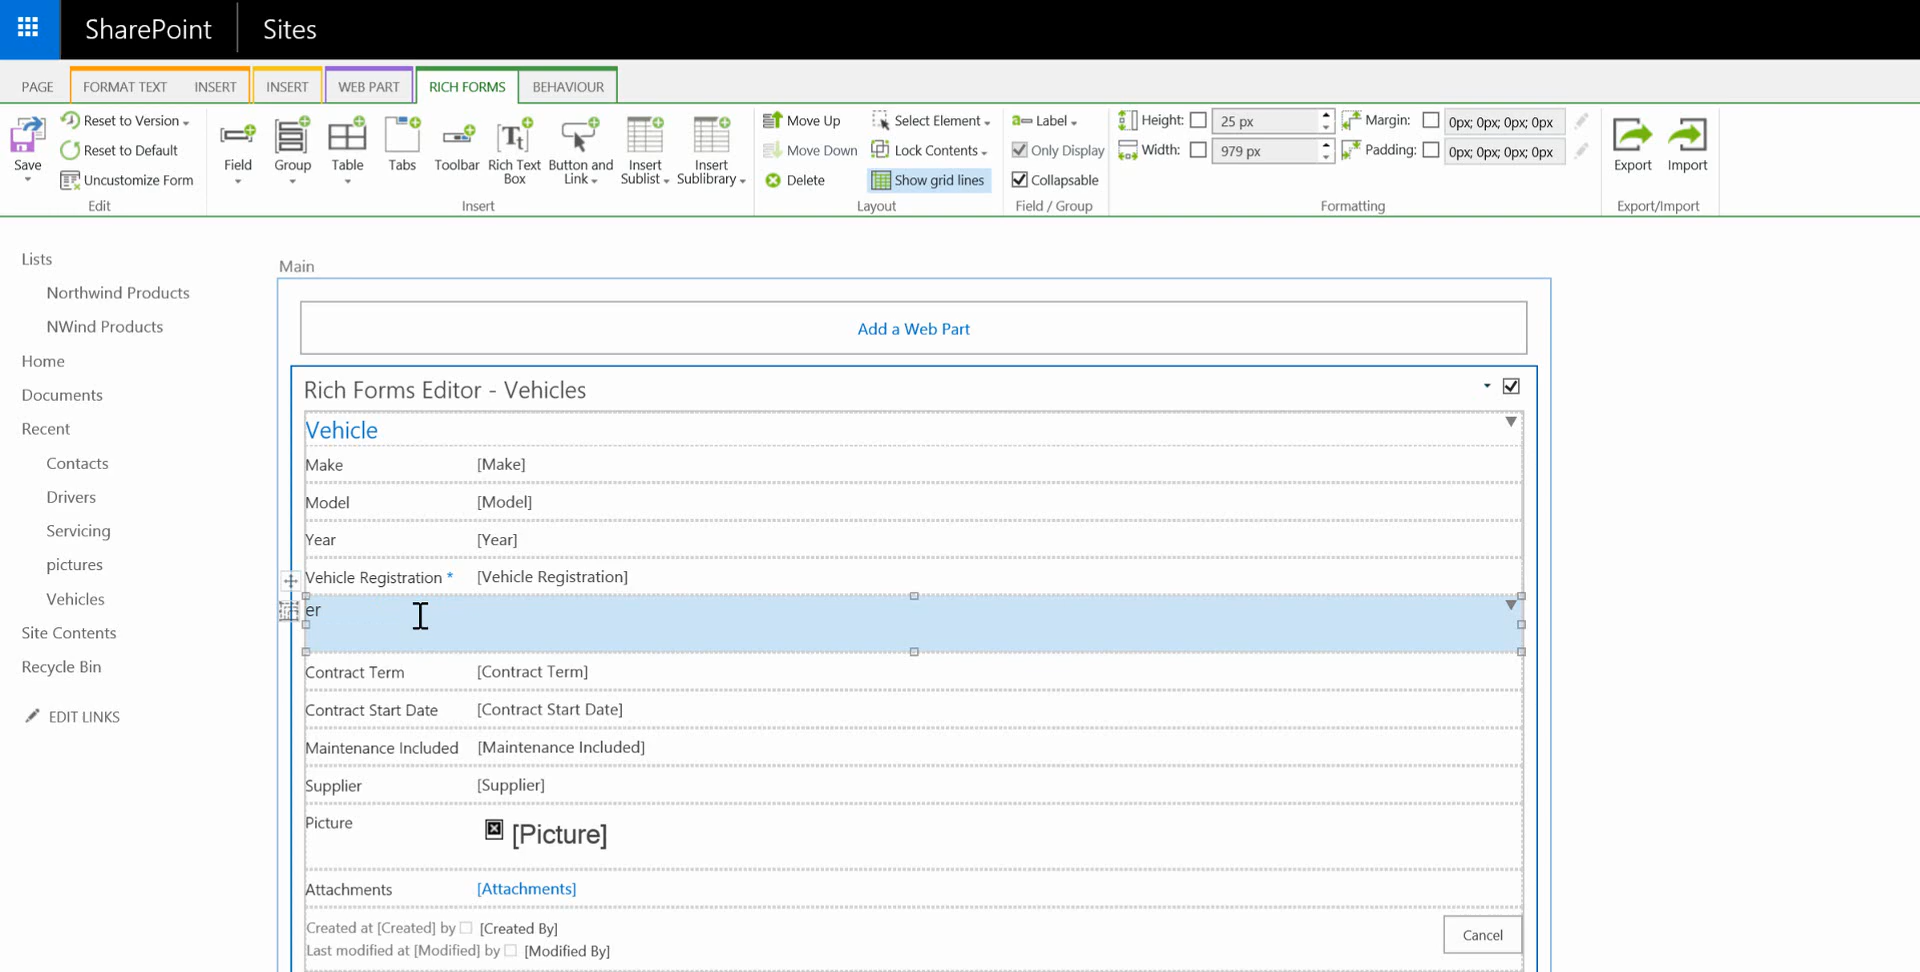 SharePoint Sites
PAGE FORMAT TEXT INSERT INSERT WEB PART RICH FORMS BEHAVIOUR
Save
Reset to Version
Reset to Default
Uncustomize Form
Edit
Field
Group
Table
Tabs
Toolbar
Rich Text
Box
Button and
Link
Insert
Sublist
Insert
Sublibrary
Insert
Move Up
Move Down
Delete
Select Element
Lock Contents
Show grid lines
Layout
Label
Only Display
Collapsable
Field / Group
Height: 25 px
Width: 979 px
Margin: 0px; 0px; 0px; 0px
Padding: 0px; 0px; 0px; 0px
Formatting
Export
Import
Export/Import
Lists
Northwind Products
NWind Products
Home
Documents
Recent
Contacts
Drivers
Servicing
pictures
Vehicles
Site Contents
Recycle Bin
EDIT LINKS
Main
Add a Web Part
Rich Forms Editor - Vehicles
Vehicle
Make [Make]
Model [Model]
Year [Year]
Vehicle Registration * [Vehicle Registration]
er
Contract Term [Contract Term]
Contract Start Date [Contract Start Date]
Maintenance Included [Maintenance Included]
Supplier [Supplier]
Picture [Picture]
Attachments [Attachments]
Created at [Created] by [Created By]
Last modified at [Modified] by [Modified By]
Cancel